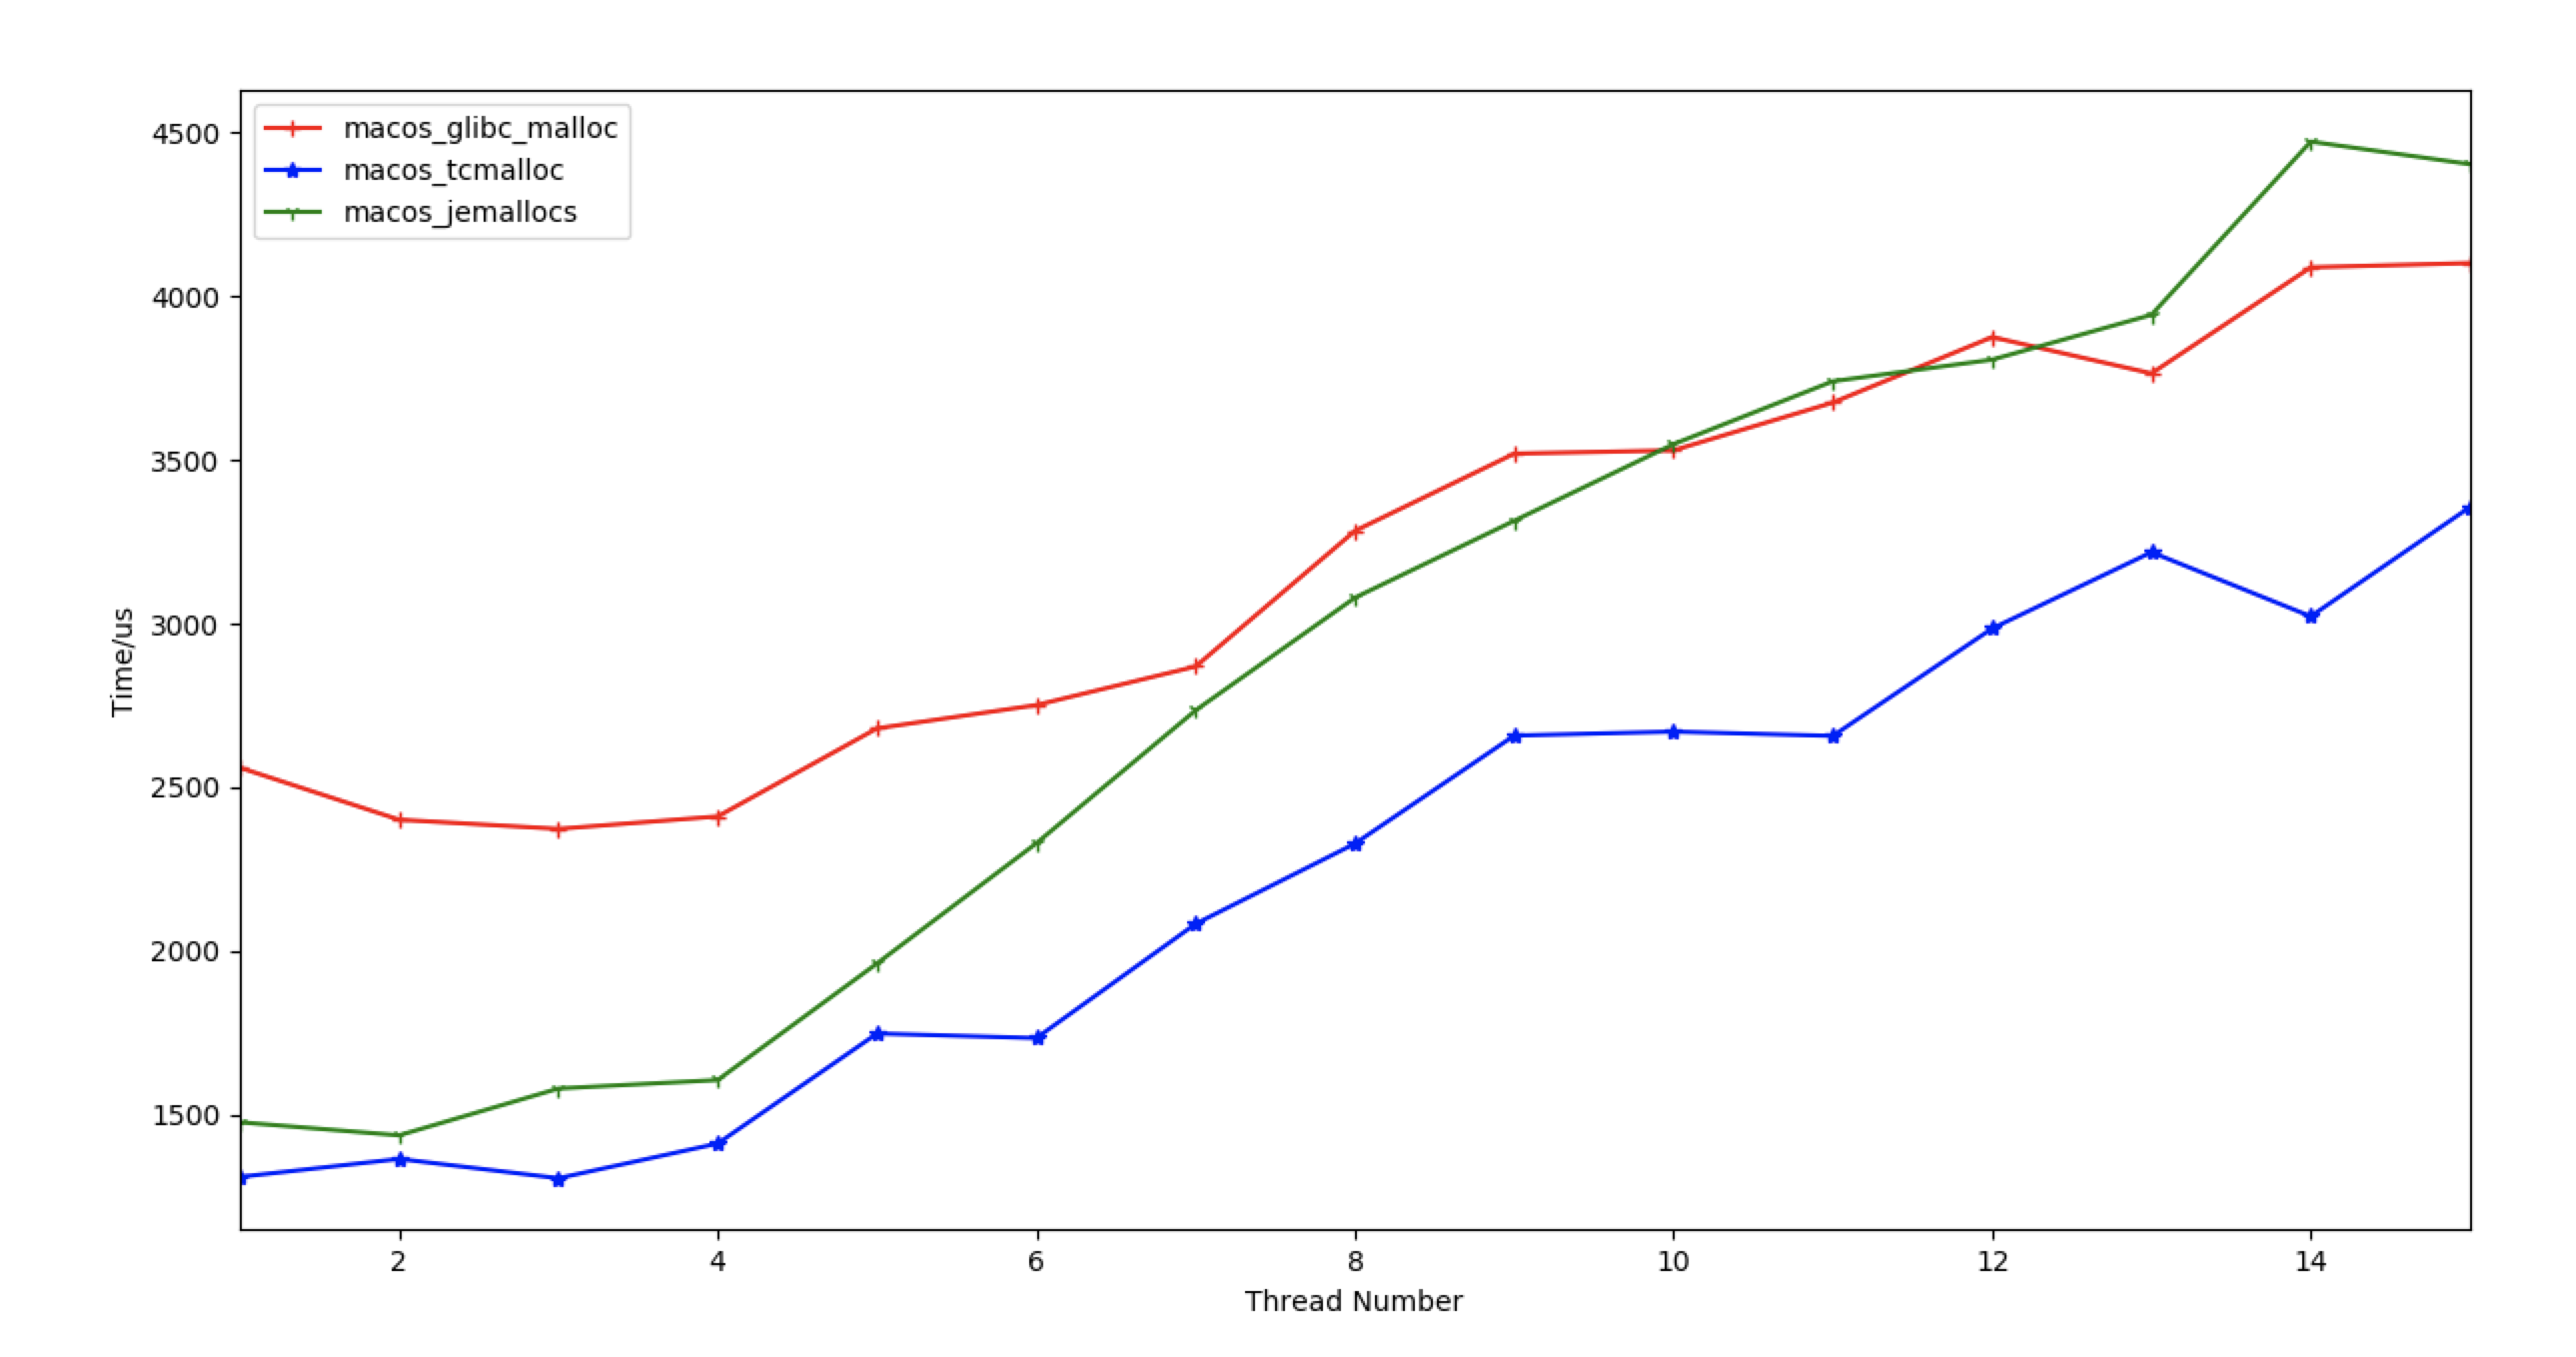 macos_glibc_malloc
macos_tcmalloc
macos_jemallocs
4500
4000
3500
3000
2500
2000
1500
Time/us
2 4 6 8 10 12 14
Thread Number